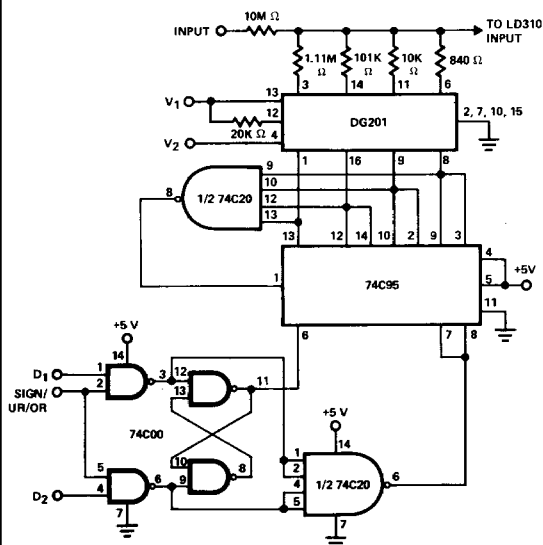 10M Ω
INPUT
TO LD310
INPUT
1.11M
Ω
101K
Ω
10K
Ω
840 Ω
3
14
11
6
V1
13
12
20K Ω
V2
4
DG201
2, 7, 10, 15
1
16
9
8
8
1/2 74C20
9
10
12
13
13
12
14
10
2
9
3
1
74C95
4
5
+5V
11
6
7
8
+5 V
14
D1
1
2
3
SIGN/
UR/OR
12
13
11
74C00
10
9
8
5
4
6
D2
7
+5 V
14
1
2
4
5
1/2 74C20
6
7